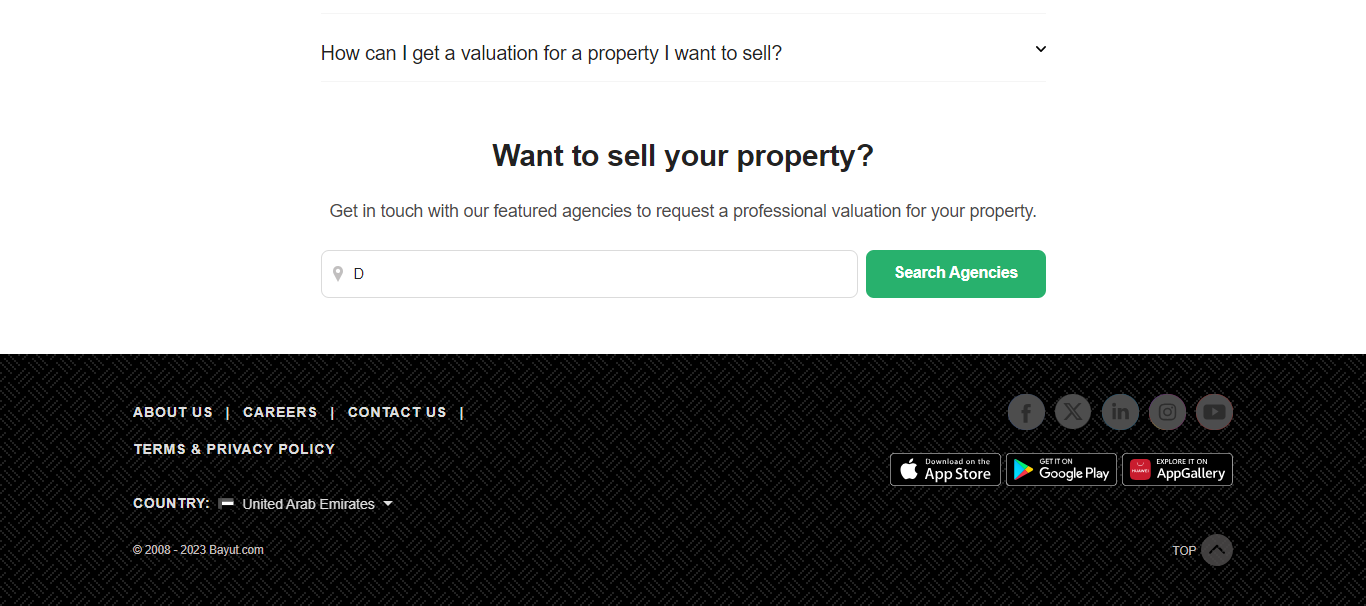 How can I get a valuation for a property I want to sell?
Want to sell your property?
Get in touch with our featured agencies to request a professional valuation for your property.
D
Search Agencies
ABOUT US | CAREERS | CONTACT US |
TERMS & PRIVACY POLICY
Download on the
App Store
GET IT ON
Google Play
HUAWEI
EXPLORE IT ON
AppGallery
COUNTRY: United Arab Emirates
© 2008 - 2023 Bayut.com
TOP